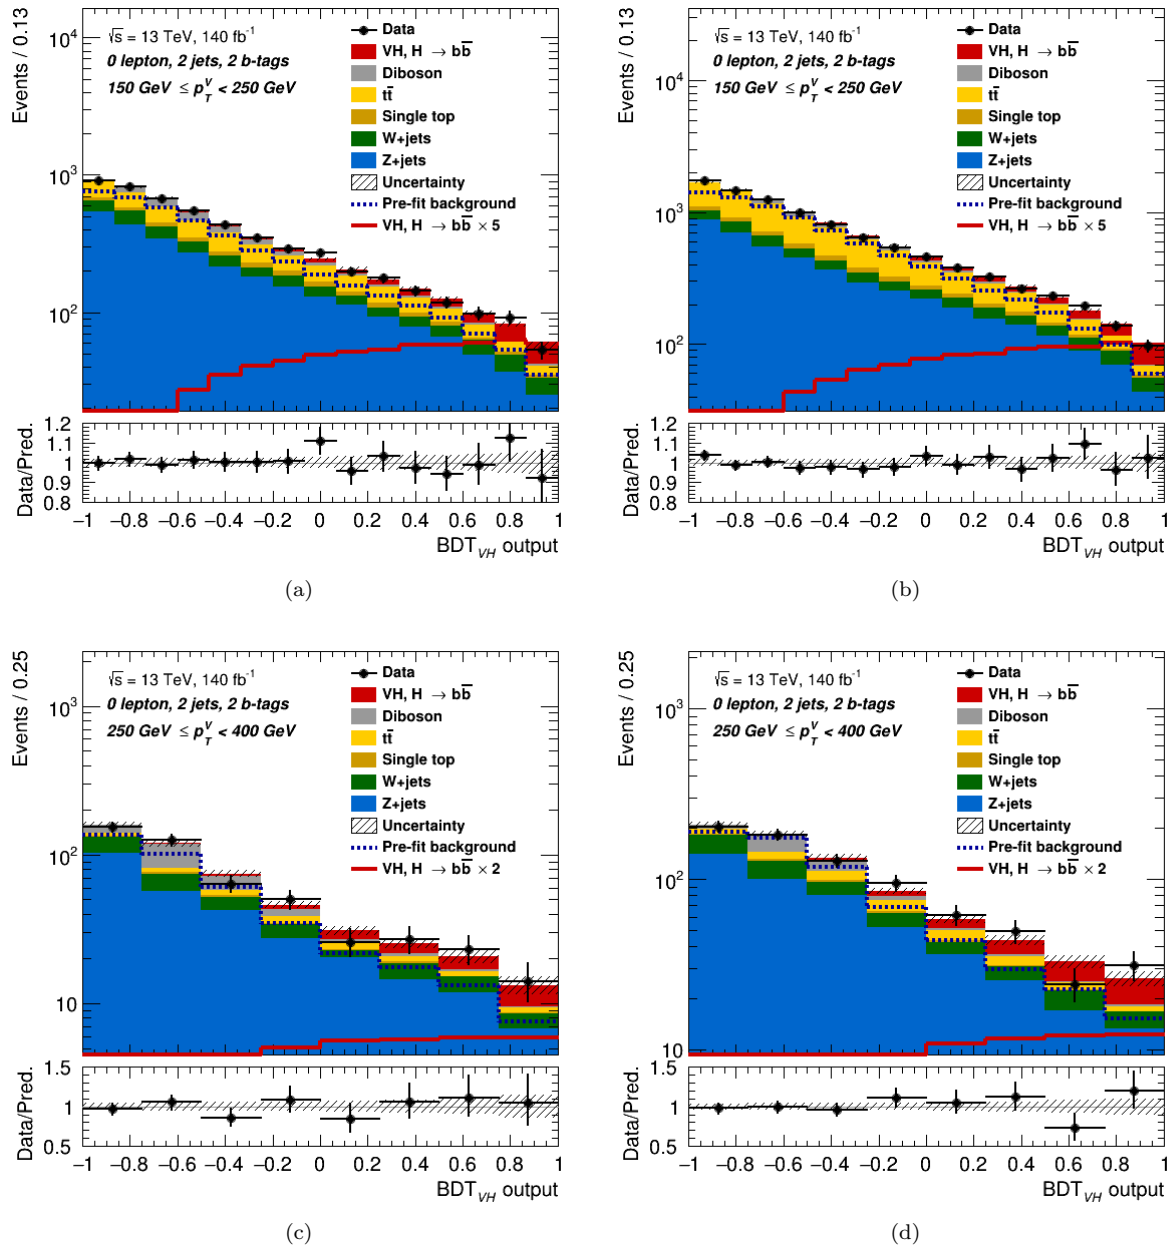 Events / 0.13
10⁴
10³
10²
√s = 13 TeV, 140 fb⁻¹
0 lepton, 2 jets, 2 b-tags
150 GeV ≤ p_T^V < 250 GeV
Data
VH, H → bb̅
Diboson
tt̅
Single top
W+jets
Z+jets
Uncertainty
Pre-fit background
VH, H → bb̅ × 5
Data/Pred.
1.2
1.1
1
0.9
0.8
−1 −0.8 −0.6 −0.4 −0.2 0 0.2 0.4 0.6 0.8 1
BDT_VH output
(a)
Events / 0.13
10⁴
10³
10²
√s = 13 TeV, 140 fb⁻¹
0 lepton, 2 jets, 2 b-tags
150 GeV ≤ p_T^V < 250 GeV
Data
VH, H → bb̅
Diboson
tt̅
Single top
W+jets
Z+jets
Uncertainty
Pre-fit background
VH, H → bb̅ × 5
Data/Pred.
1.2
1.1
1
0.9
0.8
−1 −0.8 −0.6 −0.4 −0.2 0 0.2 0.4 0.6 0.8 1
BDT_VH output
(b)
Events / 0.25
10³
10²
10
√s = 13 TeV, 140 fb⁻¹
0 lepton, 2 jets, 2 b-tags
250 GeV ≤ p_T^V < 400 GeV
Data
VH, H → bb̅
Diboson
tt̅
Single top
W+jets
Z+jets
Uncertainty
Pre-fit background
VH, H → bb̅ × 2
Data/Pred.
1.5
1
0.5
−1 −0.8 −0.6 −0.4 −0.2 0 0.2 0.4 0.6 0.8 1
BDT_VH output
(c)
Events / 0.25
10³
10²
10
√s = 13 TeV, 140 fb⁻¹
0 lepton, 2 jets, 2 b-tags
250 GeV ≤ p_T^V < 400 GeV
Data
VH, H → bb̅
Diboson
tt̅
Single top
W+jets
Z+jets
Uncertainty
Pre-fit background
VH, H → bb̅ × 2
Data/Pred.
1.5
1
0.5
−1 −0.8 −0.6 −0.4 −0.2 0 0.2 0.4 0.6 0.8 1
BDT_VH output
(d)